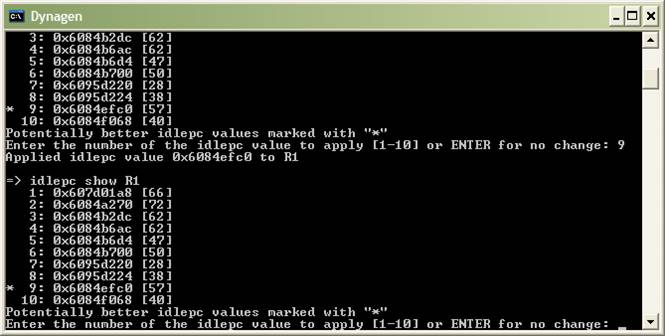 Dynagen
3: 0x6084b2dc [62]
4: 0x6084b6ac [62]
5: 0x6084b6d4 [47]
6: 0x6084b700 [50]
7: 0x6095d220 [28]
8: 0x6095d224 [38]
* 9: 0x6084efc0 [57]
10: 0x6084f068 [40]
Potentially better idlepc values marked with "*"
Enter the number of the idlepc value to apply [1-10] or ENTER for no change: 9
Applied idlepc value 0x6084efc0 to R1
=> idlepc show R1
1: 0x607d01a8 [66]
2: 0x6084a270 [72]
3: 0x6084b2dc [62]
4: 0x6084b6ac [62]
5: 0x6084b6d4 [47]
6: 0x6084b700 [50]
7: 0x6095d220 [28]
8: 0x6095d224 [38]
* 9: 0x6084efc0 [57]
10: 0x6084f068 [40]
Potentially better idlepc values marked with "*"
Enter the number of the idlepc value to apply [1-10] or ENTER for no change: _